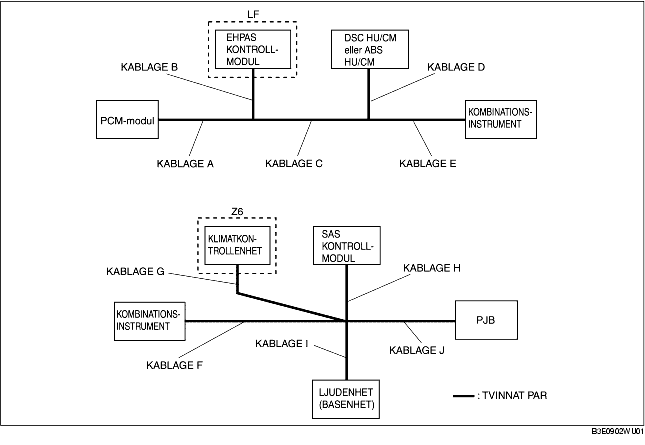 LF
EHPAS
KONTROLL-
MODUL
DSC HU/CM
eller ABS
HU/CM
KABLAGE B
KABLAGE D
PCM-modul
KOMBINATIONS-
INSTRUMENT
KABLAGE A
KABLAGE C
KABLAGE E
Z6
KLIMATKON-
TROLLENHET
SAS
KONTROLL-
MODUL
KABLAGE G
KABLAGE H
KOMBINATIONS-
INSTRUMENT
PJB
KABLAGE I
KABLAGE J
KABLAGE F
LJUDENHET
(BASENHET)
: TVINNAT PAR
B3E0902WU01